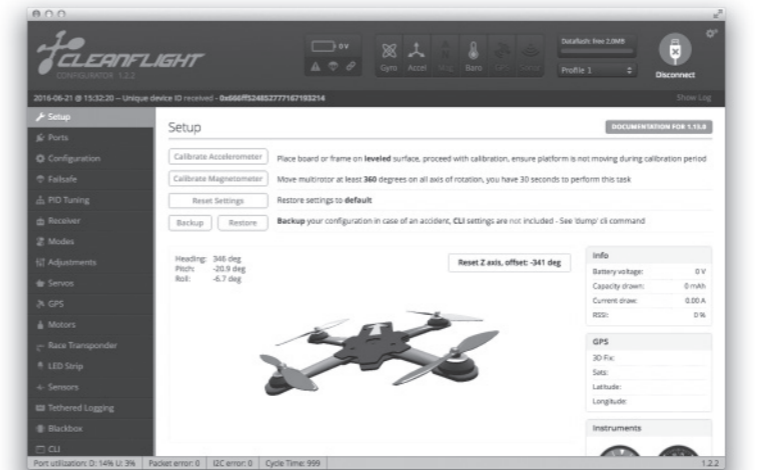 CLEANFLIGHT
CONFIGURATOR 1.2.2
0 V
Gyro Accel Mag Baro GPS Sonar
Dataflash: free 2.0MB
Profile 1
Disconnect
2016-06-21 @ 15:32:20 -- Unique device ID received - 0x666ff524852777167193214
Show Log
Setup
Ports
Configuration
Failsafe
PID Tuning
Receiver
Modes
Adjustments
Servos
GPS
Motors
Race Transponder
LED Strip
Sensors
Tethered Logging
Blackbox
CLI
Setup
DOCUMENTATION FOR 1.13.0
Calibrate Accelerometer Place board or frame on leveled surface, proceed with calibration, ensure platform is not moving during calibration period
Calibrate Magnetometer Move multirotor at least 360 degrees on all axis of rotation, you have 30 seconds to perform this task
Reset Settings Restore settings to default
Backup Restore Backup your configuration in case of an accident, CLI settings are not included - See 'dump' cli command
Heading: 346 deg
Pitch: -20.9 deg
Roll: -6.7 deg
Reset Z axis, offset: -341 deg
Info
Battery voltage: 0 V
Capacity drawn: 0 mAh
Current draw: 0.00 A
RSSI: 0 %
GPS
3D Fix:
Sats:
Latitude:
Longitude:
Instruments
Port utilization: D: 14% U: 3% Packet error: 0 I2C error: 0 Cycle Time: 999
1.2.2